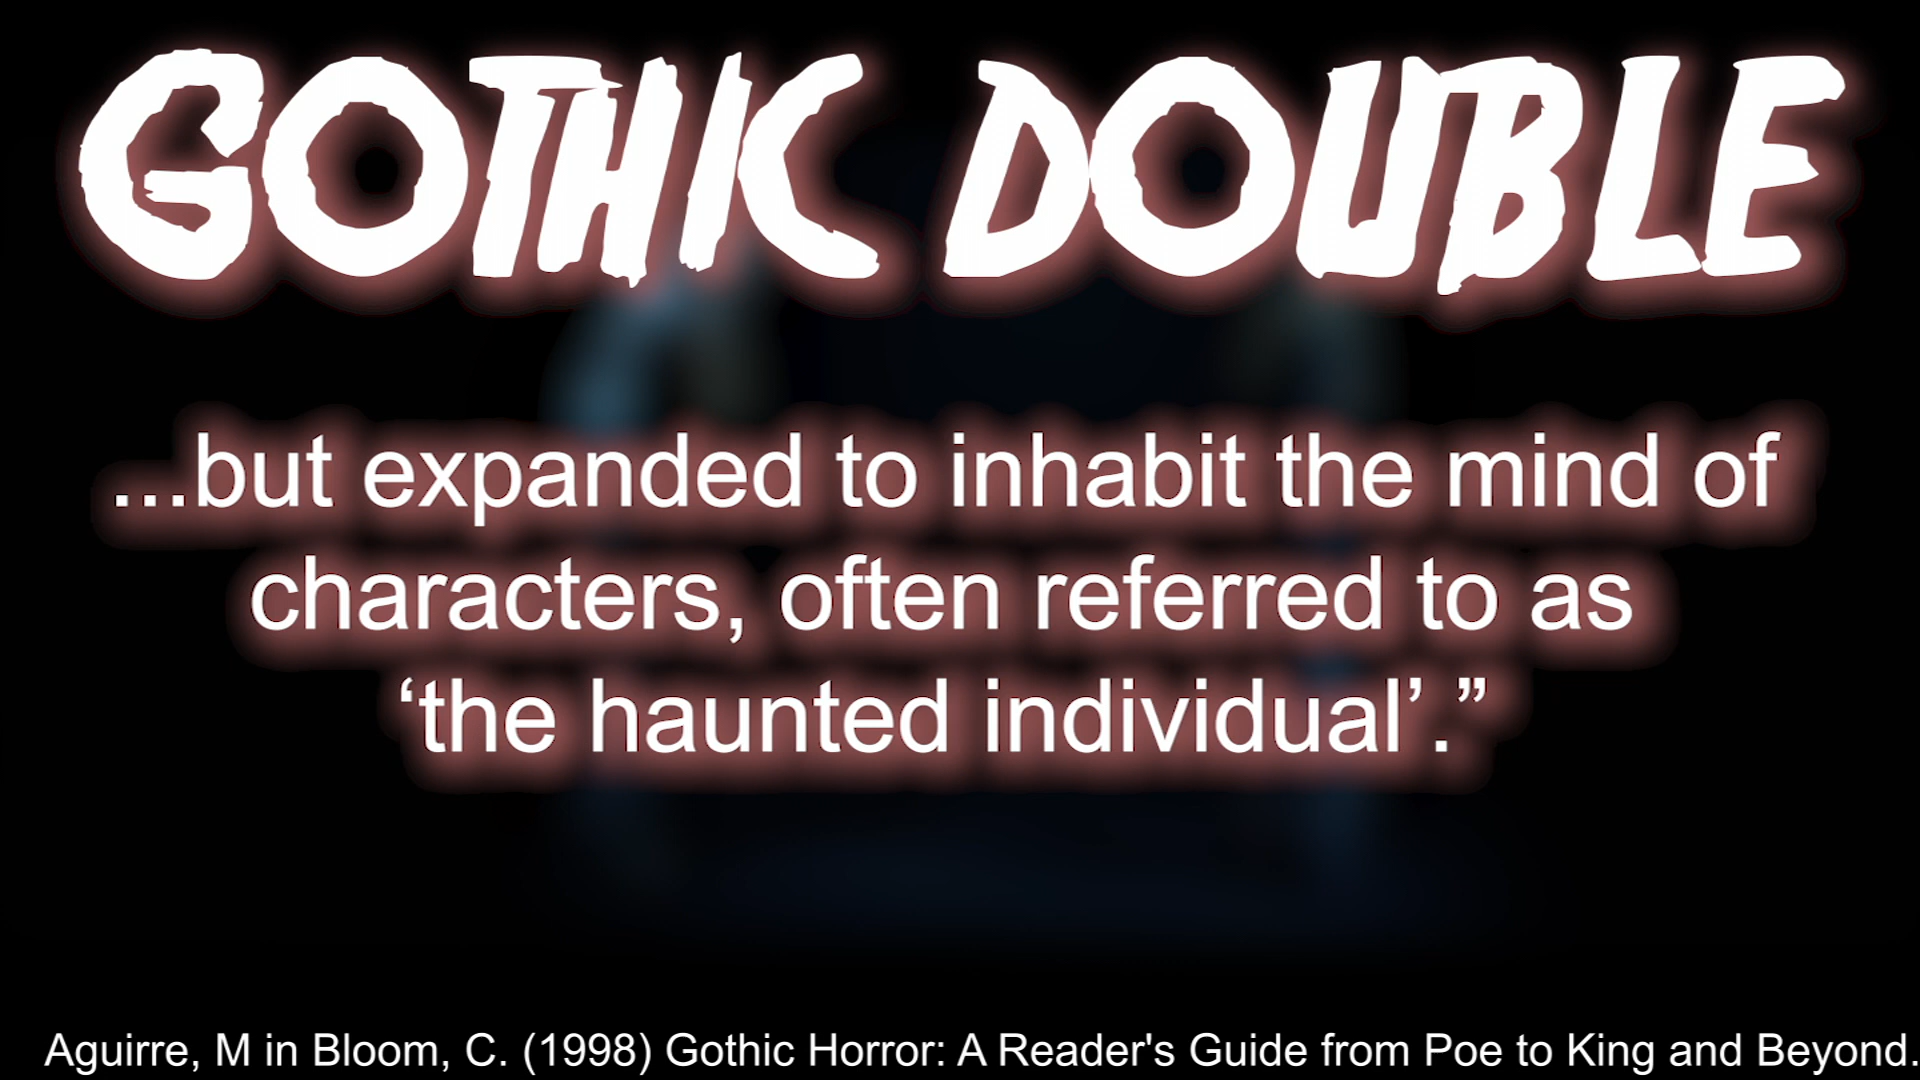 GOTHIC DOUBLE
...but expanded to inhabit the mind of
characters, often referred to as
‘the haunted individual’.”
Aguirre, M in Bloom, C. (1998) Gothic Horror: A Reader's Guide from Poe to King and Beyond.